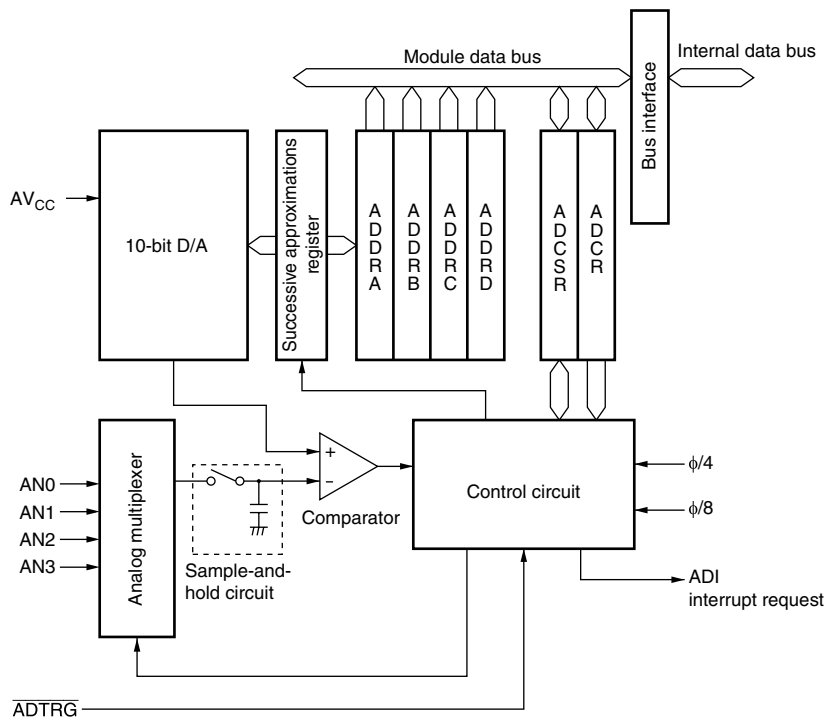 Module data bus
Internal data bus
Bus interface
AVCC
10-bit D/A
Successive approximations
register
ADDRA
ADDRB
ADDRC
ADDRD
ADCSR
ADCR
AN0
AN1
AN2
AN3
Analog multiplexer
+
−
Comparator
Sample-and-
hold circuit
Control circuit
ϕ/4
ϕ/8
ADI
interrupt request
ADTRG